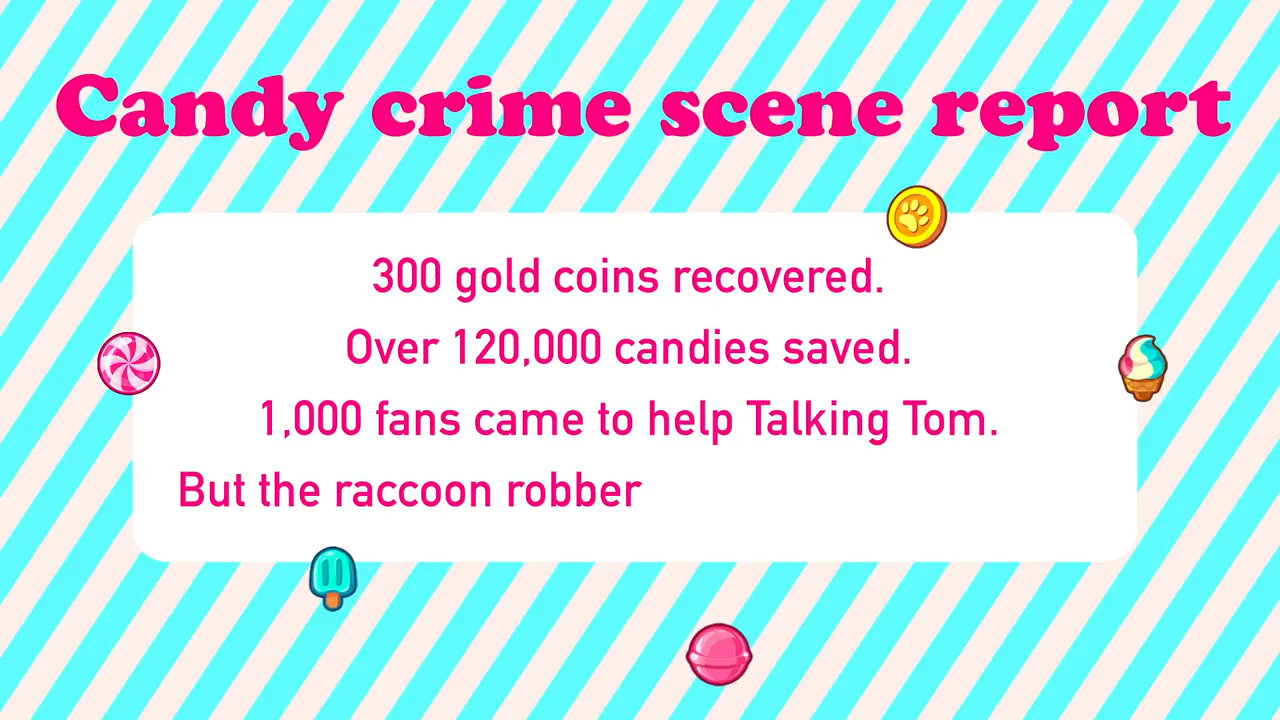 Candy crime scene report
300 gold coins recovered.
Over 120,000 candies saved.
1,000 fans came to help Talking Tom.
But the raccoon robber